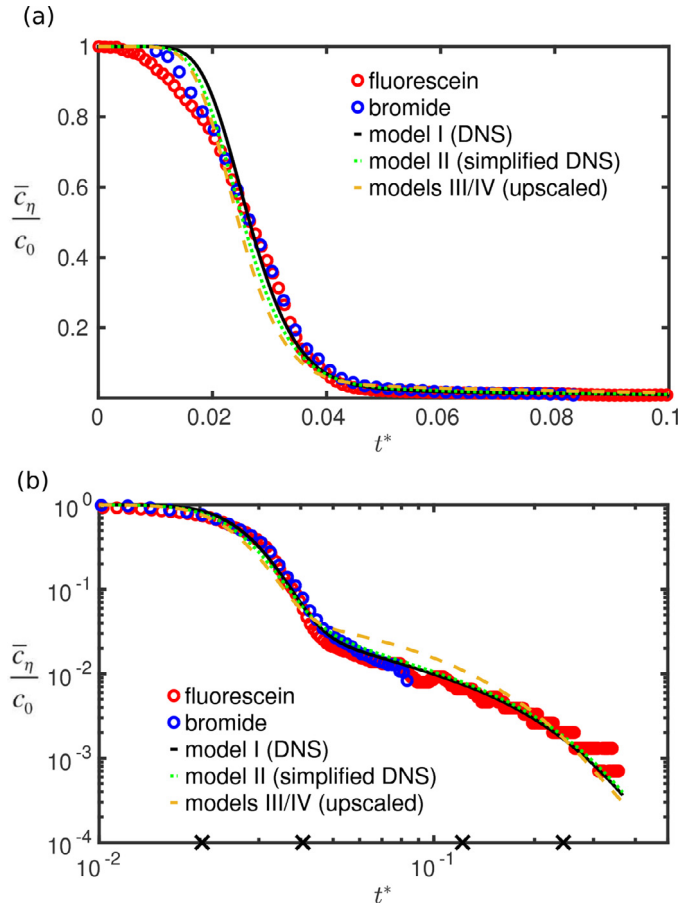 (a)
1
0.8
0.6
0.4
0.2
c̅η
c0
fluorescein
bromide
model I (DNS)
model II (simplified DNS)
models III/IV (upscaled)
0 0.02 0.04 0.06 0.08 0.1
t*
(b)
10^0
10^-1
10^-2
10^-3
10^-4
c̅η
c0
fluorescein
bromide
model I (DNS)
model II (simplified DNS)
models III/IV (upscaled)
10^-2 10^-1
t*